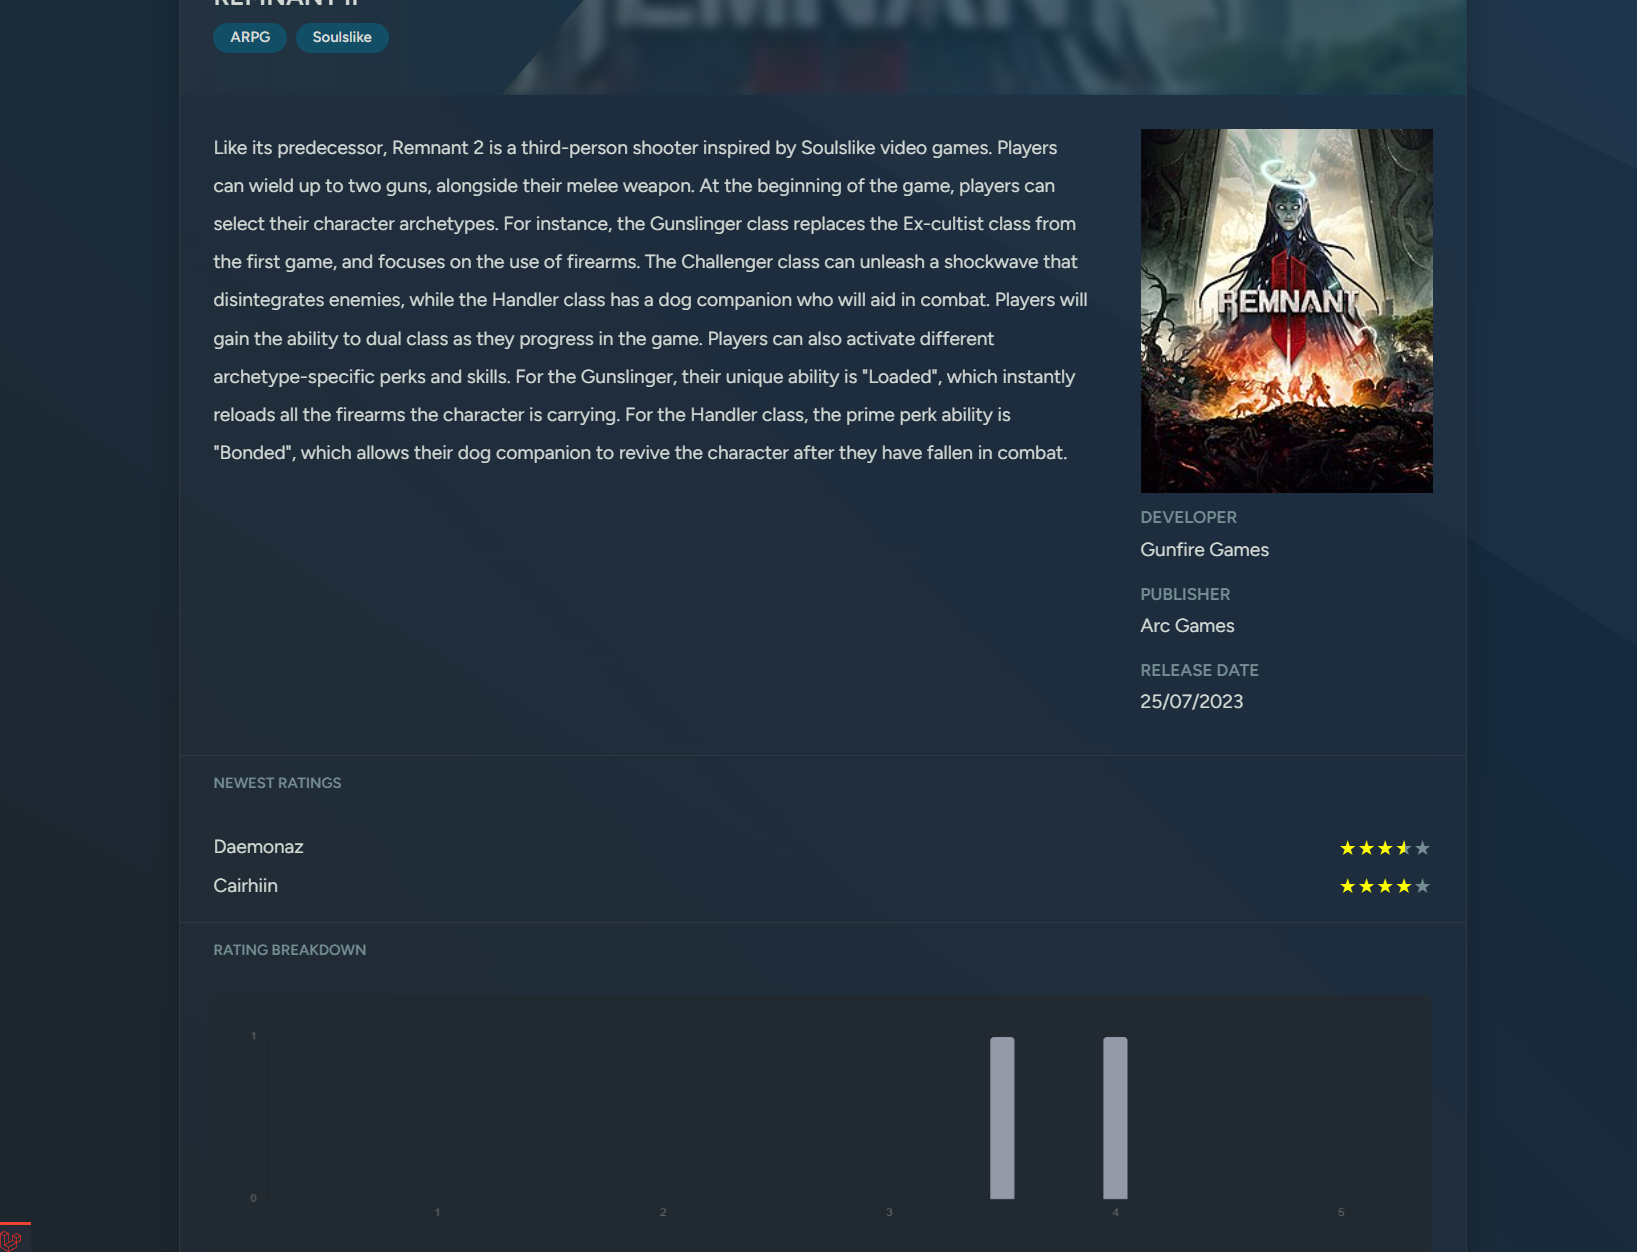 REMNANT II
ARPG Soulslike
Like its predecessor, Remnant 2 is a third-person shooter inspired by Soulslike video games. Players
can wield up to two guns, alongside their melee weapon. At the beginning of the game, players can
select their character archetypes. For instance, the Gunslinger class replaces the Ex-cultist class from
the first game, and focuses on the use of firearms. The Challenger class can unleash a shockwave that
disintegrates enemies, while the Handler class has a dog companion who will aid in combat. Players will
gain the ability to dual class as they progress in the game. Players can also activate different
archetype-specific perks and skills. For the Gunslinger, their unique ability is "Loaded", which instantly
reloads all the firearms the character is carrying. For the Handler class, the prime perk ability is
"Bonded", which allows their dog companion to revive the character after they have fallen in combat.
REMNANT
II
DEVELOPER
Gunfire Games
PUBLISHER
Arc Games
RELEASE DATE
25/07/2023
NEWEST RATINGS
Daemonaz
Cairhiin
RATING BREAKDOWN
1
0
1 2 3 4 5